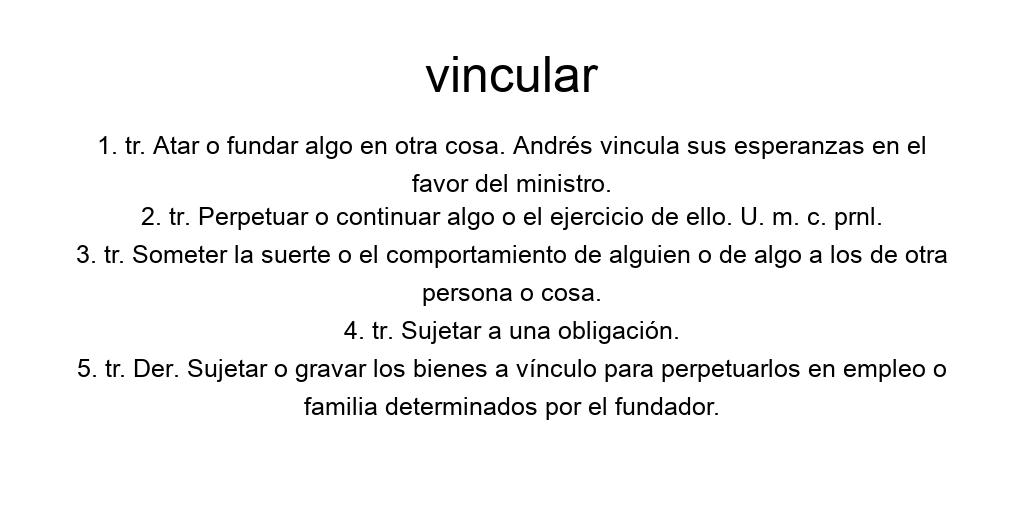 vincular
1. tr. Atar o fundar algo en otra cosa. Andrés vincula sus esperanzas en el
favor del ministro.
2. tr. Perpetuar o continuar algo o el ejercicio de ello. U. m. c. prnl.
3. tr. Someter la suerte o el comportamiento de alguien o de algo a los de otra
persona o cosa.
4. tr. Sujetar a una obligación.
5. tr. Der. Sujetar o gravar los bienes a vínculo para perpetuarlos en empleo o
familia determinados por el fundador.